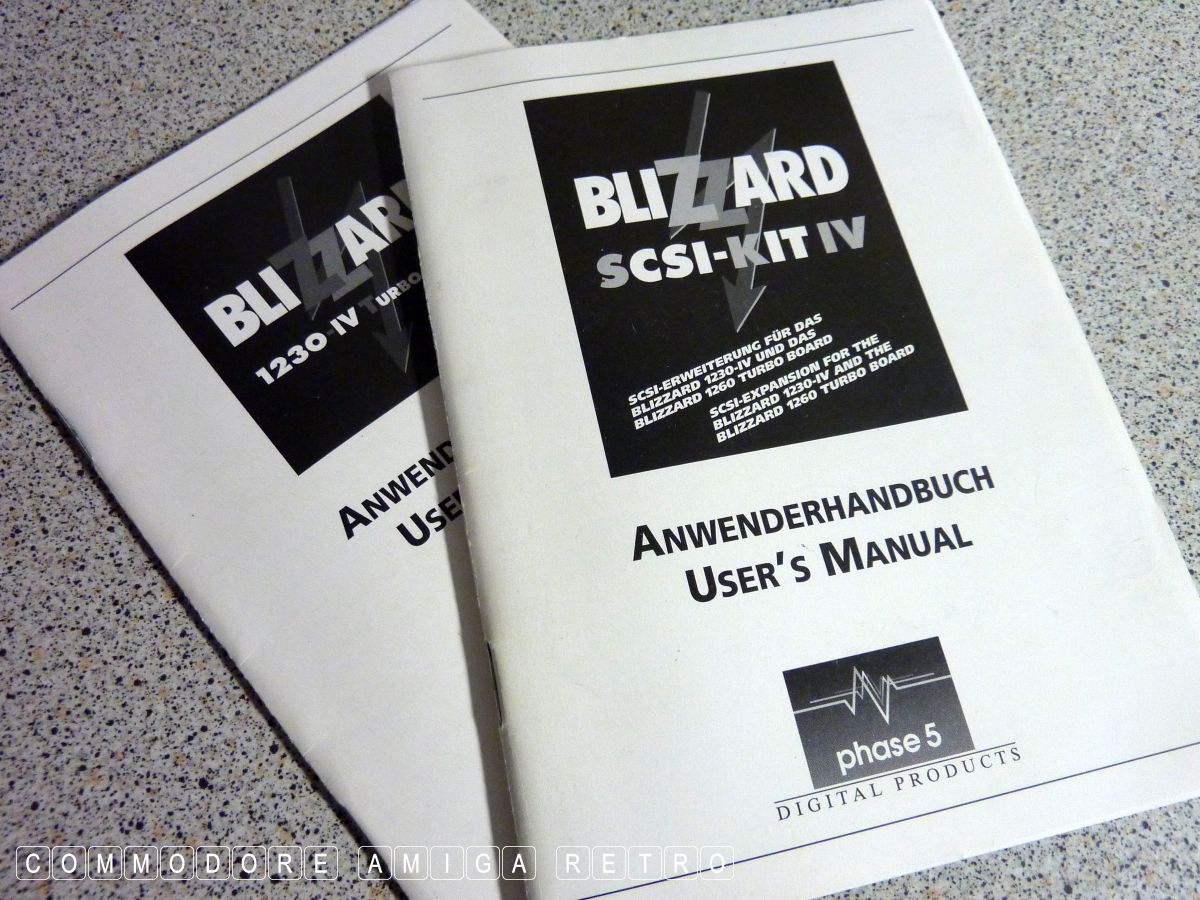 BLIZZARD
1230-IV TURBO
ANWEND
USE
BLIZZARD
SCSI-KIT IV
SCSI-ERWEITERUNG FÜR DAS
BLIZZARD 1230-IV UND DAS
BLIZZARD 1260 TURBO BOARD
SCSI-EXPANSION FOR THE
BLIZZARD 1230-IV AND THE
BLIZZARD 1260 TURBO BOARD
ANWENDERHANDBUCH
USER'S MANUAL
phase 5
DIGITAL PRODUCTS
COMMODORE AMIGA RETRO